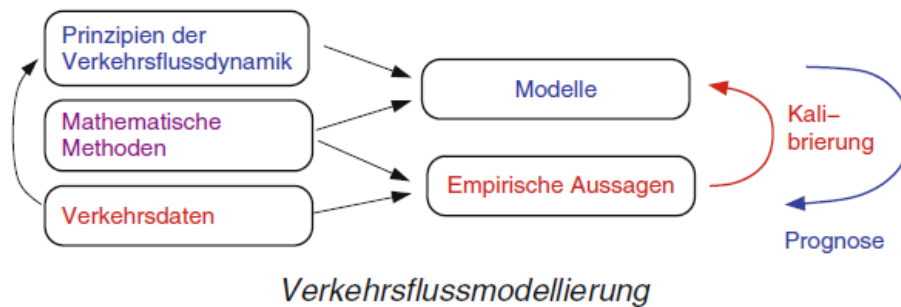 Prinzipien der
Verkehrsflussdynamik
Mathematische
Methoden
Verkehrsdaten
Modelle
Empirische Aussagen
Kali–
brierung
Prognose
Verkehrsflussmodellierung